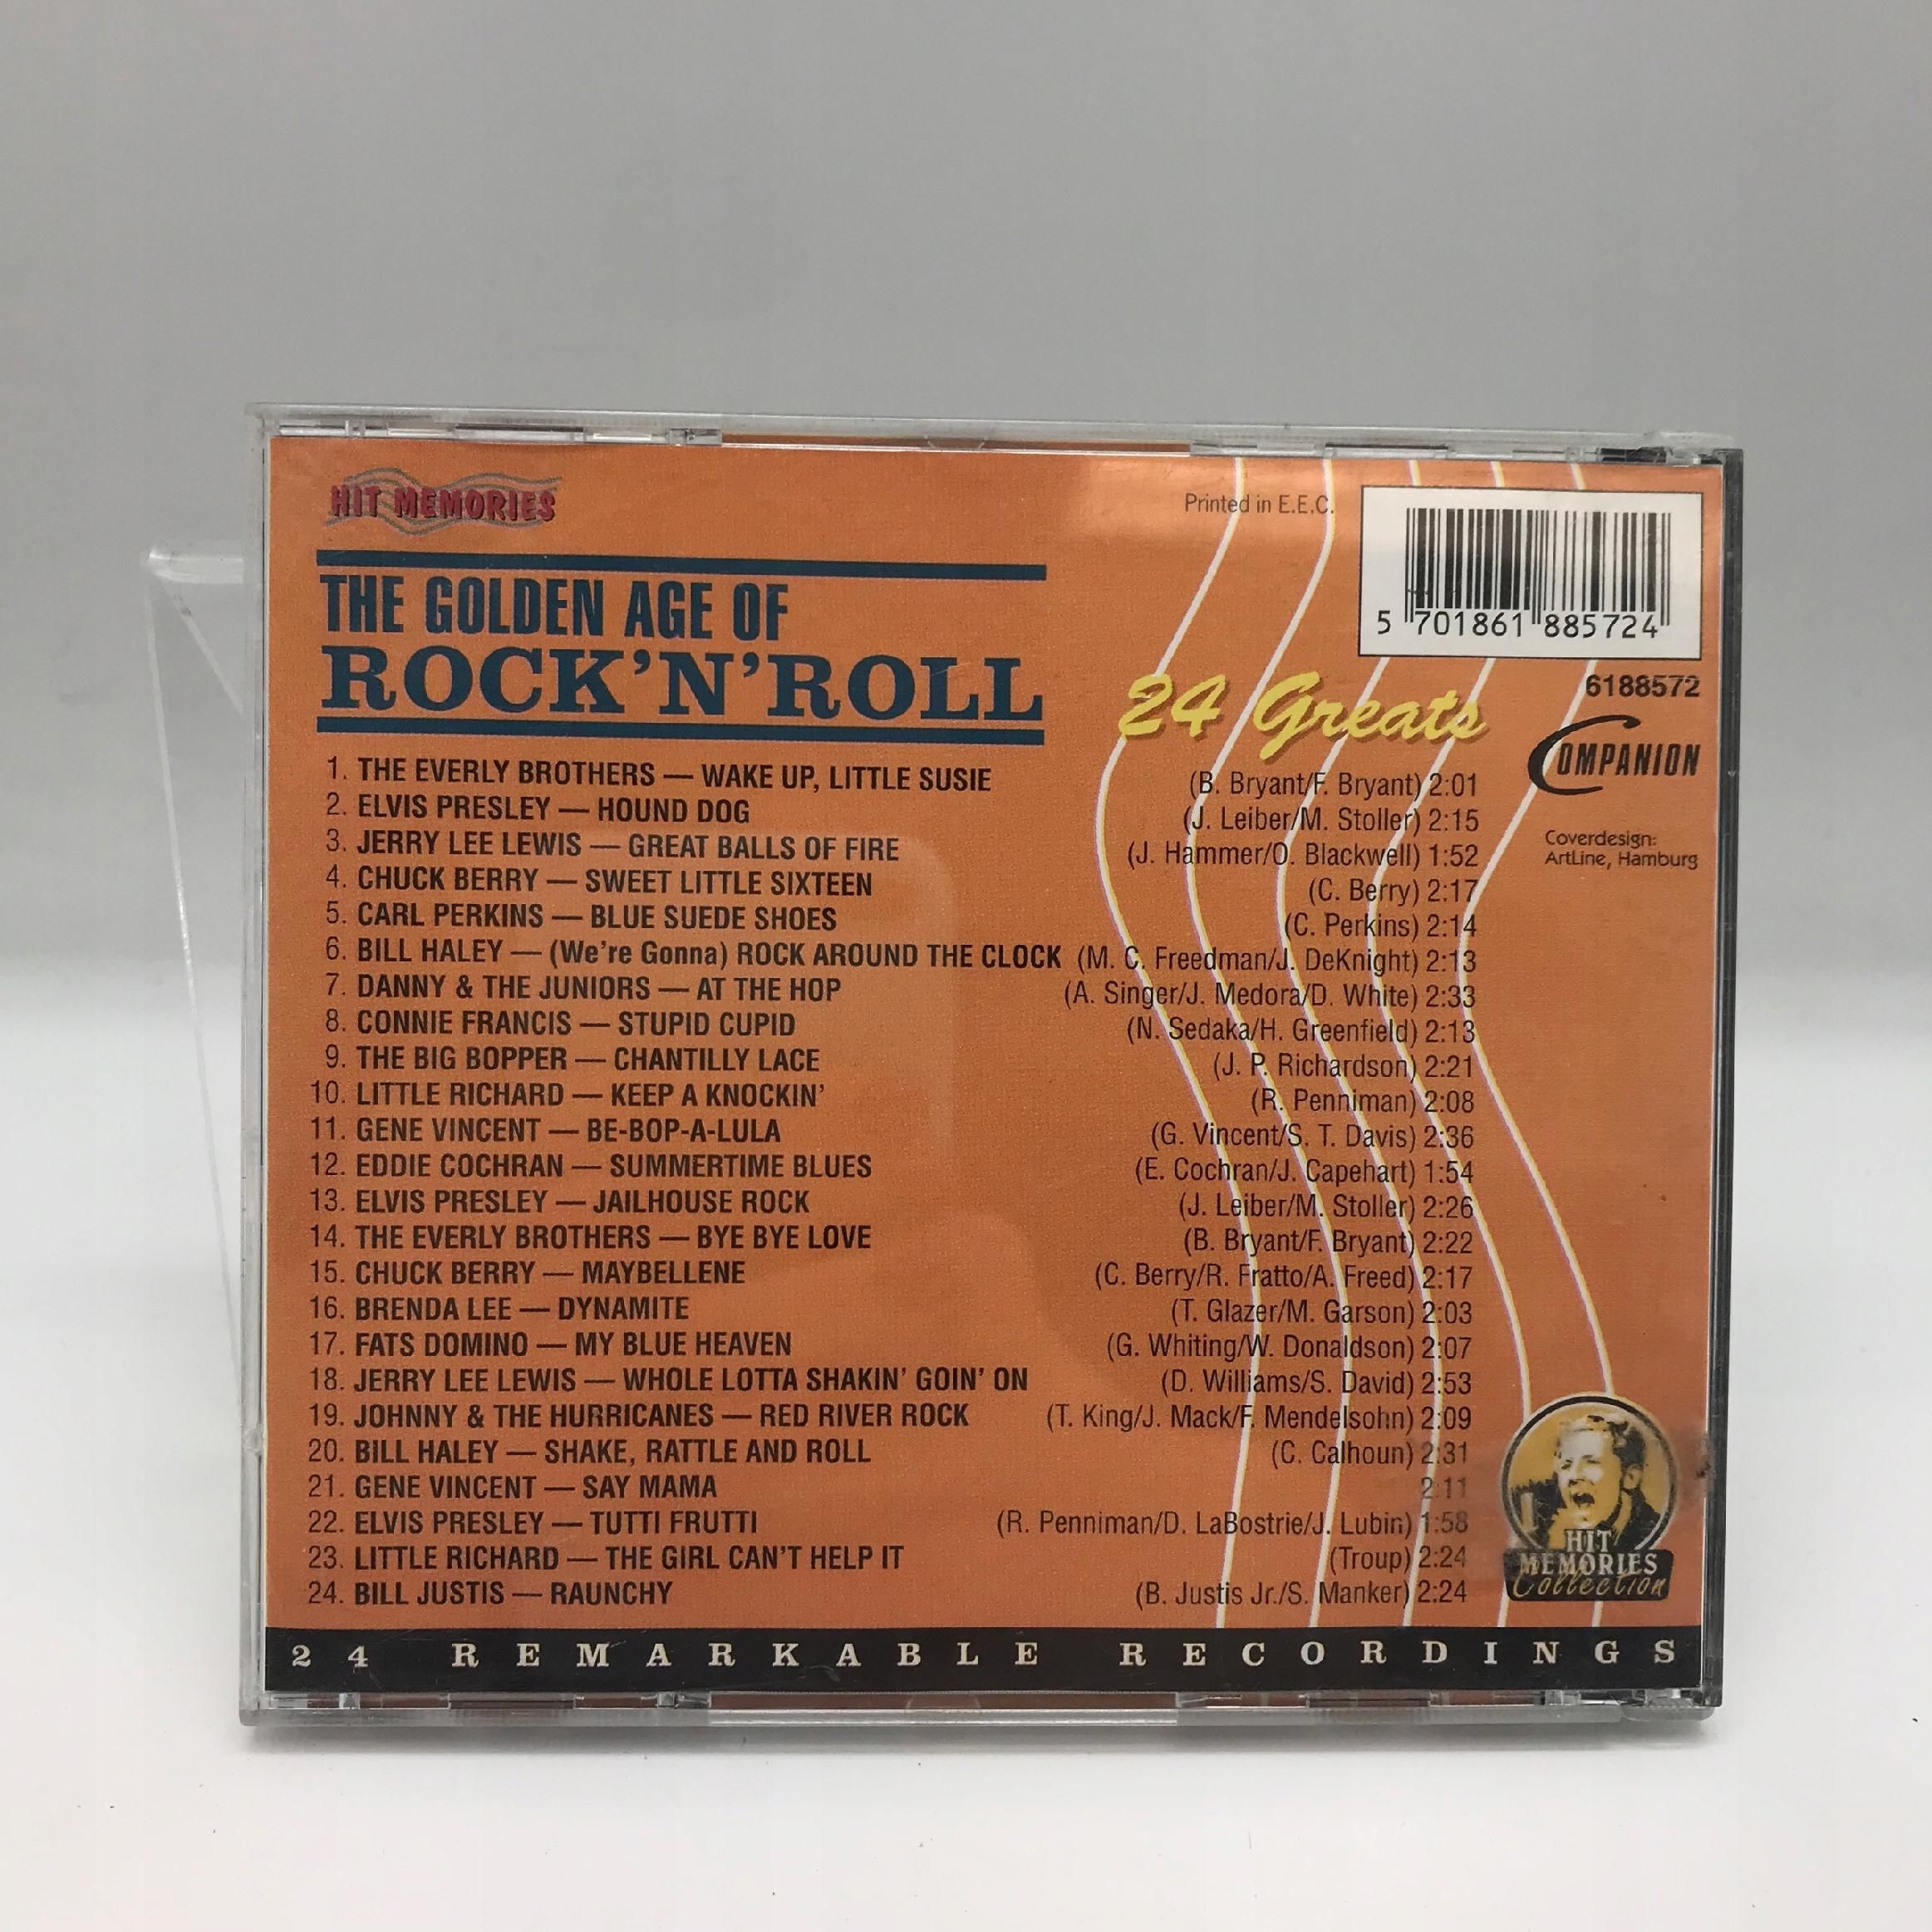 HIT MEMORIES
Printed in E.E.C.
5 701861 885724
THE GOLDEN AGE OF
ROCK'N'ROLL
24 Greats
6188572
COMPANION
Coverdesign:
ArtLine, Hamburg
1. THE EVERLY BROTHERS — WAKE UP, LITTLE SUSIE (B. Bryant/F. Bryant) 2:01
2. ELVIS PRESLEY — HOUND DOG (J. Leiber/M. Stoller) 2:15
3. JERRY LEE LEWIS — GREAT BALLS OF FIRE (J. Hammer/O. Blackwell) 1:52
4. CHUCK BERRY — SWEET LITTLE SIXTEEN (C. Berry) 2:17
5. CARL PERKINS — BLUE SUEDE SHOES (C. Perkins) 2:14
6. BILL HALEY — (We're Gonna) ROCK AROUND THE CLOCK (M. C. Freedman/J. DeKnight) 2:13
7. DANNY & THE JUNIORS — AT THE HOP (A. Singer/J. Medora/D. White) 2:33
8. CONNIE FRANCIS — STUPID CUPID (N. Sedaka/H. Greenfield) 2:13
9. THE BIG BOPPER — CHANTILLY LACE (J. P. Richardson) 2:21
10. LITTLE RICHARD — KEEP A KNOCKIN' (R. Penniman) 2:08
11. GENE VINCENT — BE-BOP-A-LULA (G. Vincent/S. T. Davis) 2:36
12. EDDIE COCHRAN — SUMMERTIME BLUES (E. Cochran/J. Capehart) 1:54
13. ELVIS PRESLEY — JAILHOUSE ROCK (J. Leiber/M. Stoller) 2:26
14. THE EVERLY BROTHERS — BYE BYE LOVE (B. Bryant/F. Bryant) 2:22
15. CHUCK BERRY — MAYBELLENE (C. Berry/R. Fratto/A. Freed) 2:17
16. BRENDA LEE — DYNAMITE (T. Glazer/M. Garson) 2:03
17. FATS DOMINO — MY BLUE HEAVEN (G. Whiting/W. Donaldson) 2:07
18. JERRY LEE LEWIS — WHOLE LOTTA SHAKIN' GOIN' ON (D. Williams/S. David) 2:53
19. JOHNNY & THE HURRICANES — RED RIVER ROCK (T. King/J. Mack/F. Mendelsohn) 2:09
20. BILL HALEY — SHAKE, RATTLE AND ROLL (C. Calhoun) 2:31
21. GENE VINCENT — SAY MAMA 2:11
22. ELVIS PRESLEY — TUTTI FRUTTI (R. Penniman/D. LaBostrie/J. Lubin) 1:58
23. LITTLE RICHARD — THE GIRL CAN'T HELP IT (Troup) 2:24
24. BILL JUSTIS — RAUNCHY (B. Justis Jr./S. Manker) 2:24
HIT
MEMORIES
Collection
24 REMARKABLE RECORDINGS